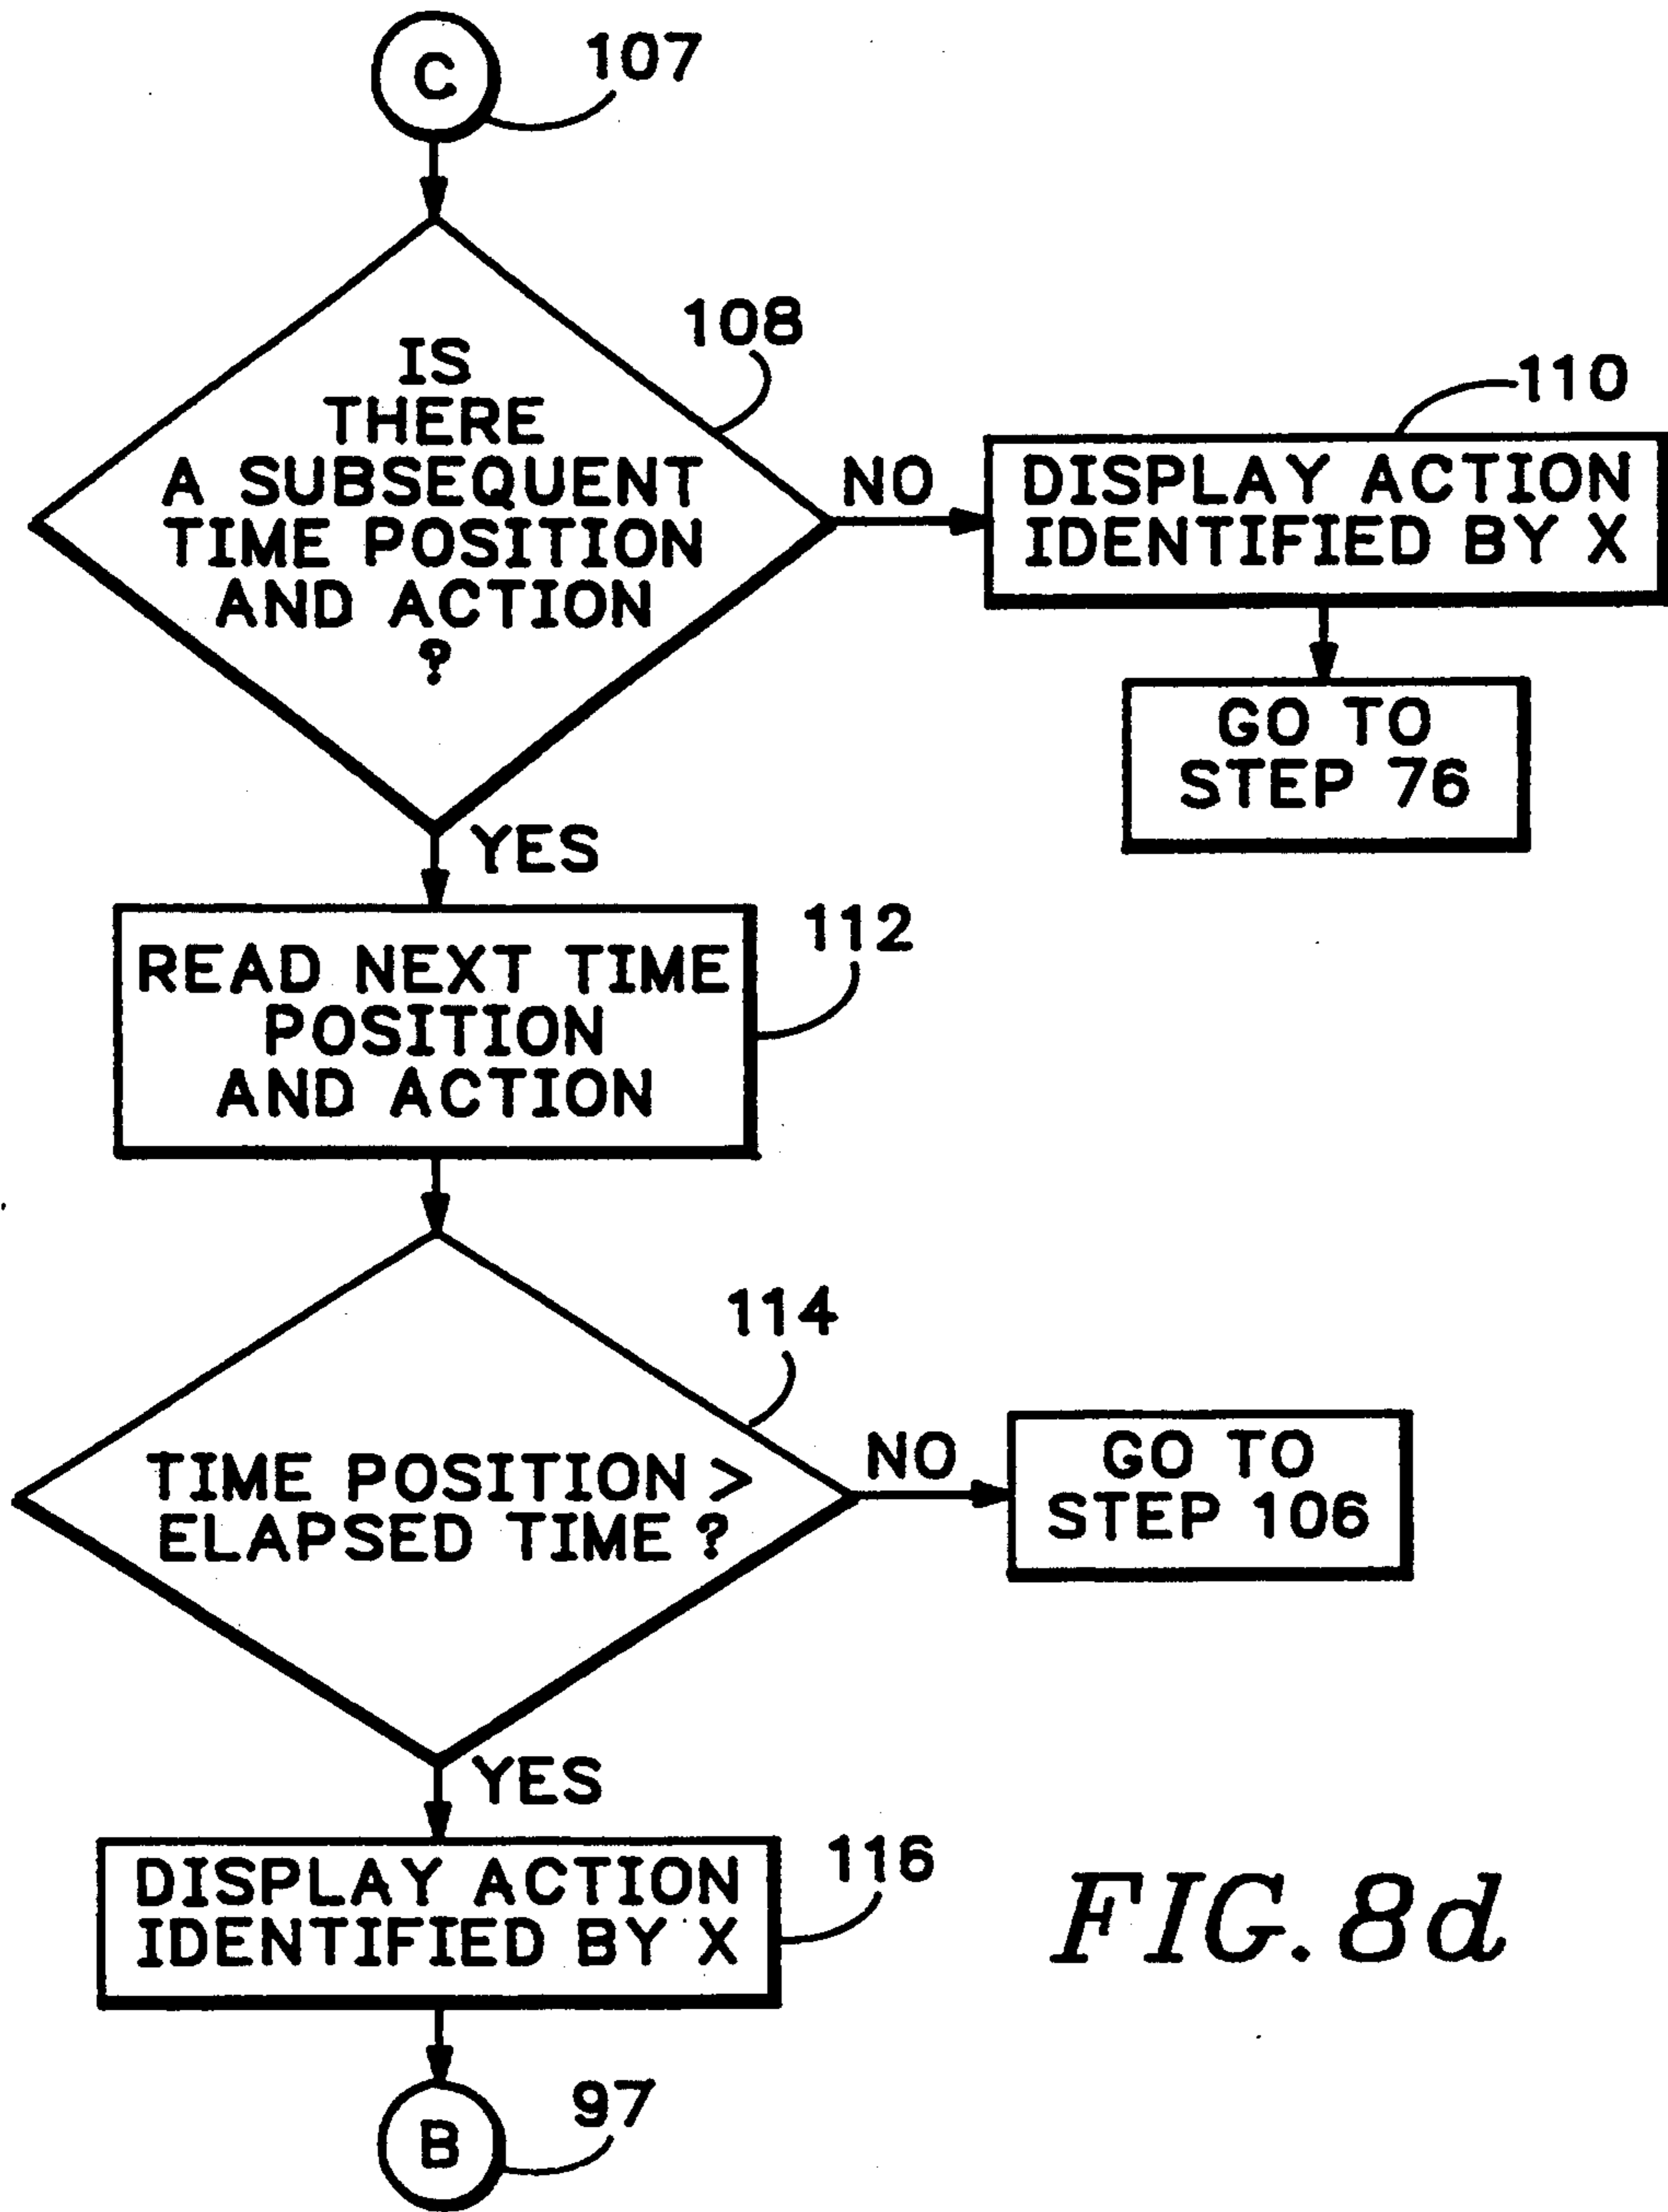 C
107
IS
THERE
A SUBSEQUENT
TIME POSITION
AND ACTION
?
108
NO
110
DISPLAY ACTION
IDENTIFIED BY X
GO TO
STEP 76
YES
READ NEXT TIME
POSITION
AND ACTION
112
TIME POSITION >
ELAPSED TIME ?
114
NO
GO TO
STEP 106
YES
DISPLAY ACTION
IDENTIFIED BY X
116
B
97
FIG. 8d